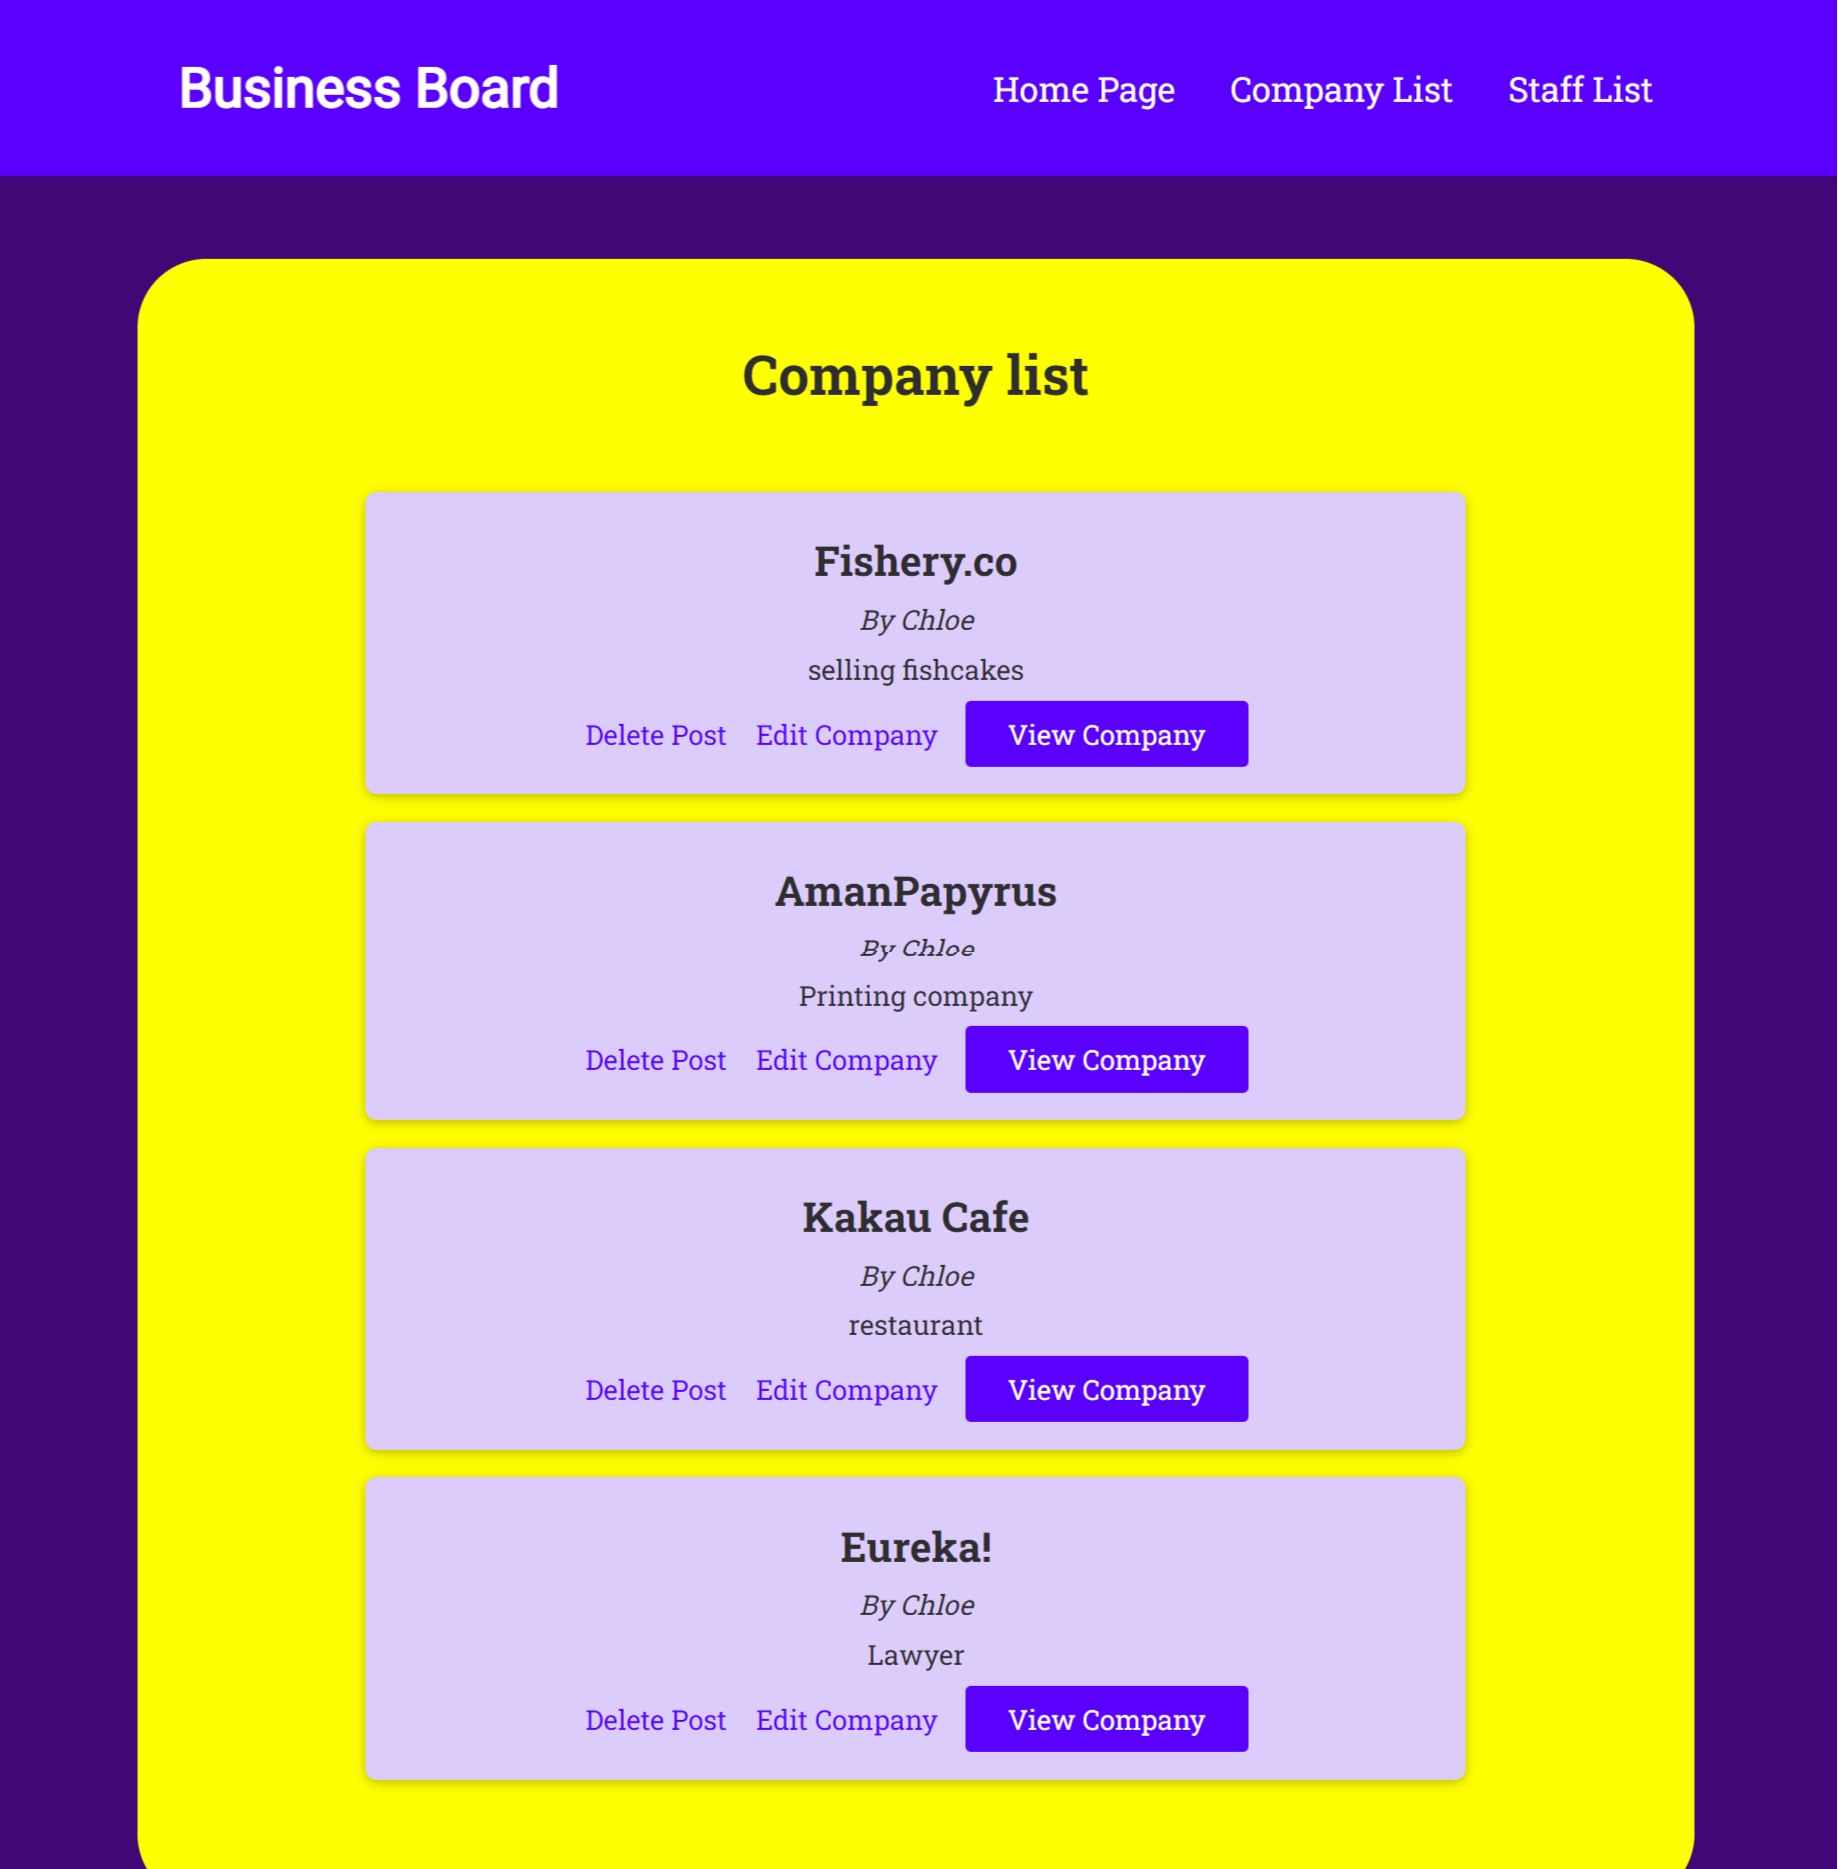 Business Board
Home Page Company List Staff List
Company list
Fishery.co
By Chloe
selling fishcakes
Delete Post Edit Company View Company
AmanPapyrus
By Chloe
Printing company
Delete Post Edit Company View Company
Kakau Cafe
By Chloe
restaurant
Delete Post Edit Company View Company
Eureka!
By Chloe
Lawyer
Delete Post Edit Company View Company